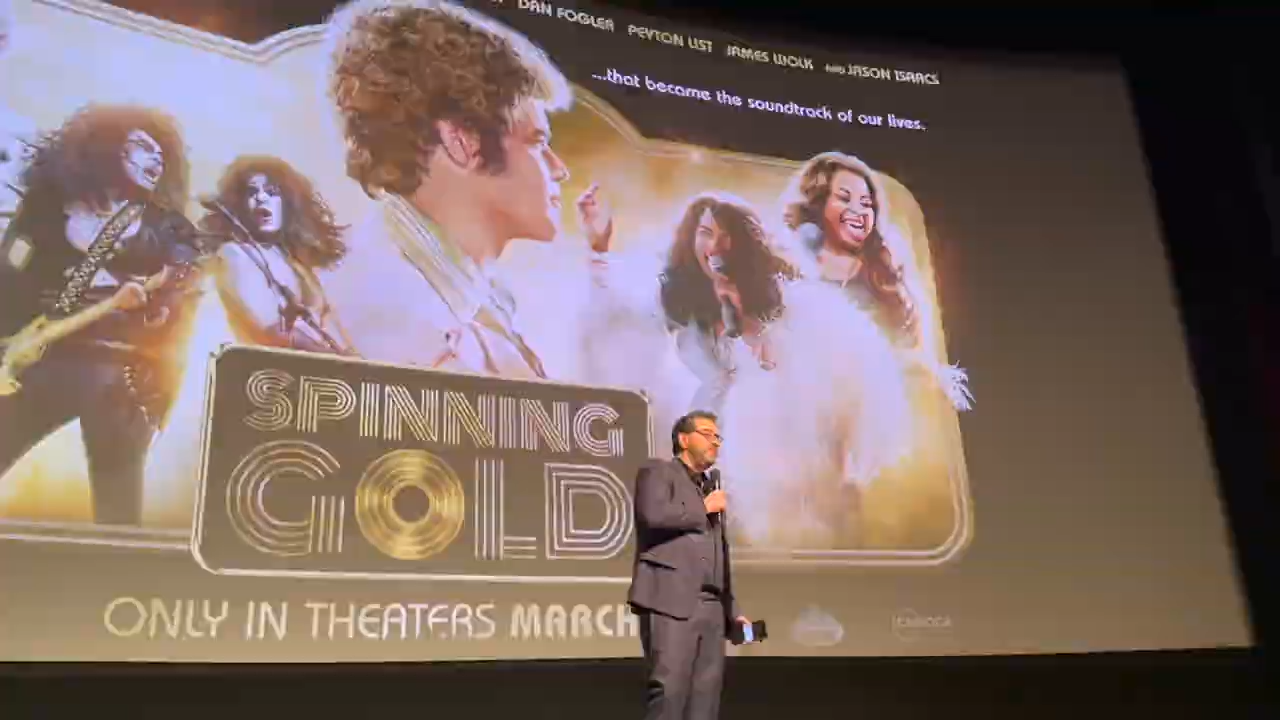 DAN FOGLER PEYTON LIST JAMES WOLK AND JASON ISAACS
...that became the soundtrack of our lives.
SPINNING
GOLD
ONLY IN THEATERS MARCH